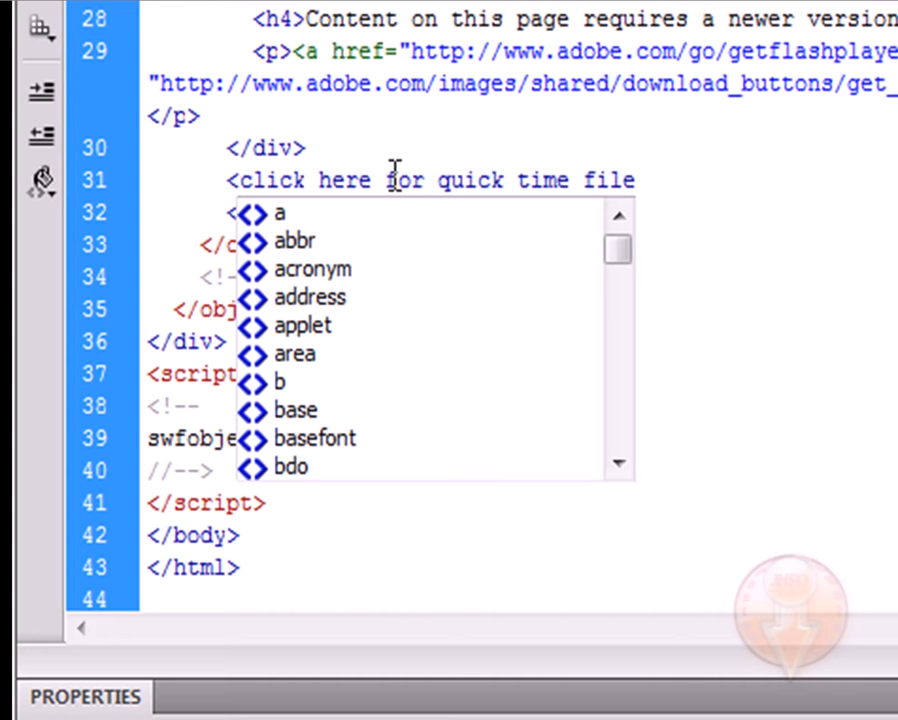 28 <h4>Content on this page requires a newer version
29 <p><a href="http://www.adobe.com/go/getflashplaye
"http://www.adobe.com/images/shared/download_buttons/get_
</p>
30 </div>
31 <click here for quick time file
32 <
a
abbr
33 </c
acronym
34 <!-
address
35 </obj
applet
36 </div>
area
37 <script
b
38 <!--
base
39 swfobje
basefont
40 //-->
bdo
41 </script>
42 </body>
43 </html>
44
PROPERTIES